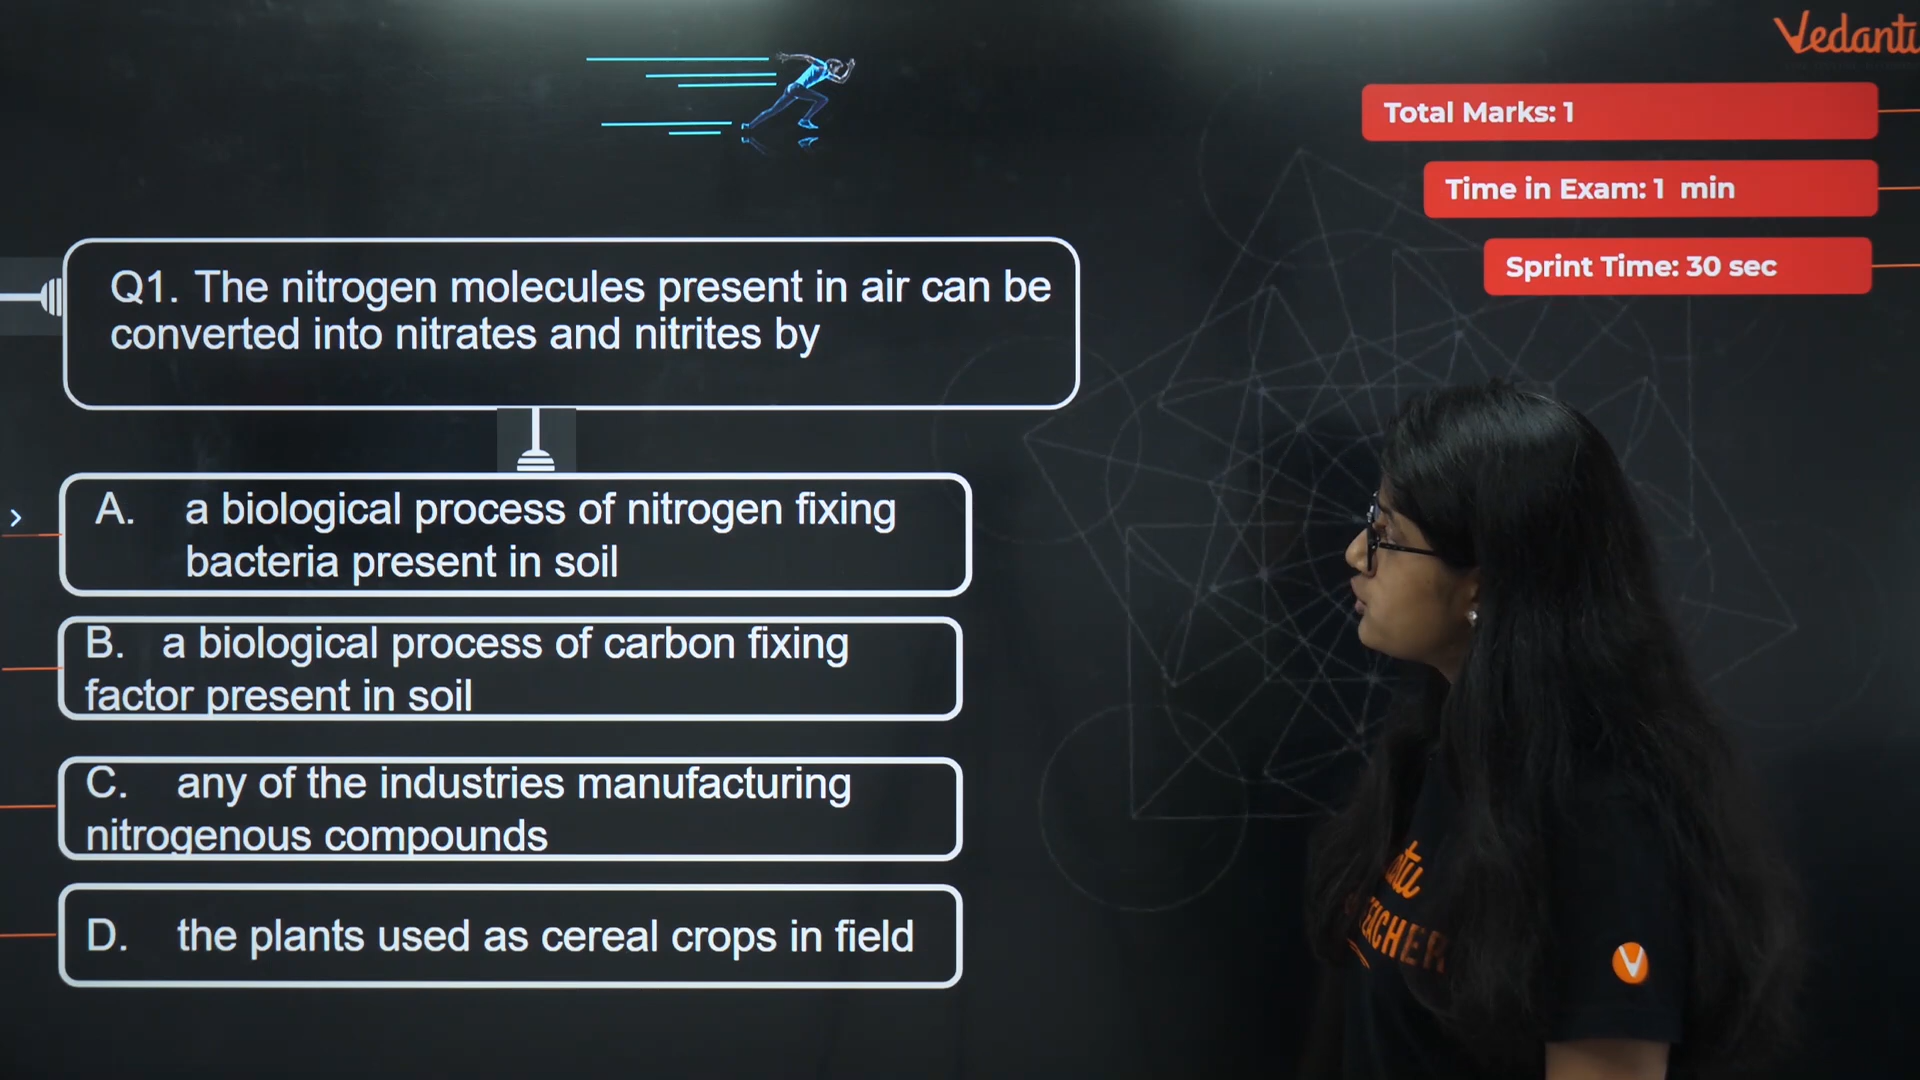 Vedantu
Total Marks: 1
Time in Exam: 1 min
Sprint Time: 30 sec
Q1. The nitrogen molecules present in air can be
converted into nitrates and nitrites by
A. a biological process of nitrogen fixing
bacteria present in soil
B. a biological process of carbon fixing
factor present in soil
C. any of the industries manufacturing
nitrogenous compounds
D. the plants used as cereal crops in field
antu
TEACHER
V